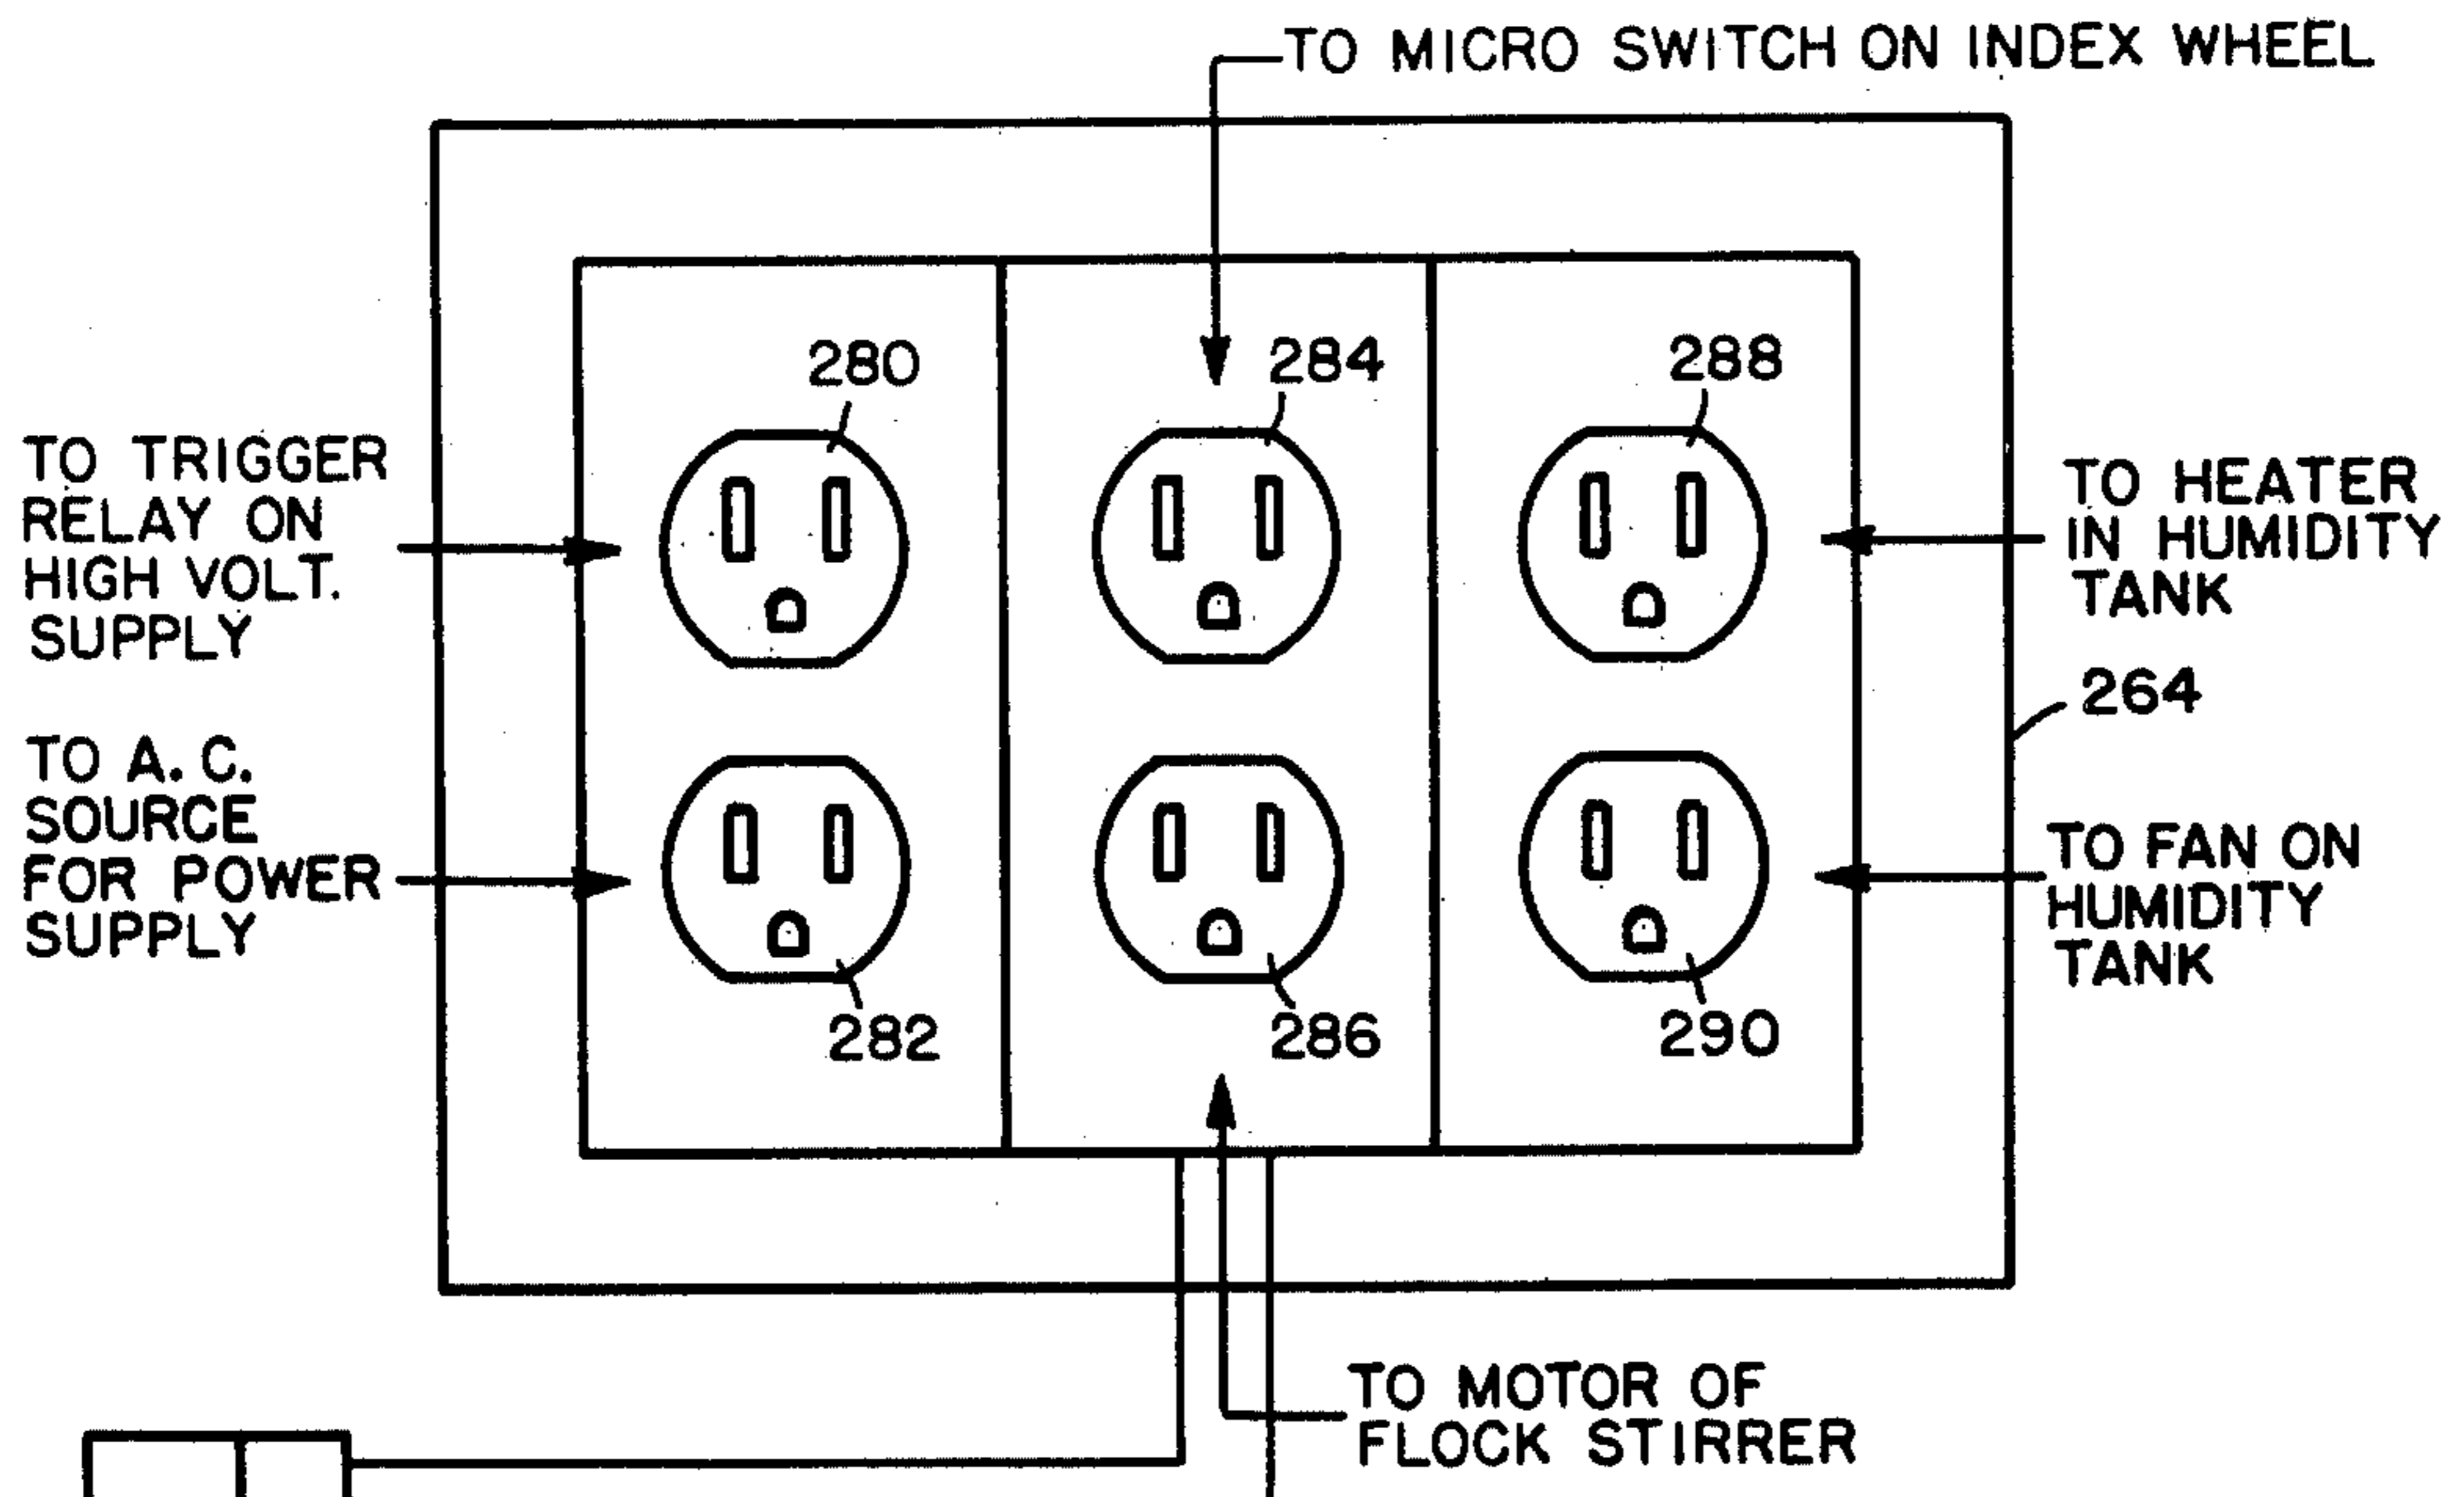 TO MICRO SWITCH ON INDEX WHEEL
280
284
288
TO TRIGGER
RELAY ON
HIGH VOLT.
SUPPLY
TO HEATER
IN HUMIDITY
TANK
264
TO A.C.
SOURCE
FOR POWER
SUPPLY
TO FAN ON
HUMIDITY
TANK
282
286
290
TO MOTOR OF
FLOCK STIRRER